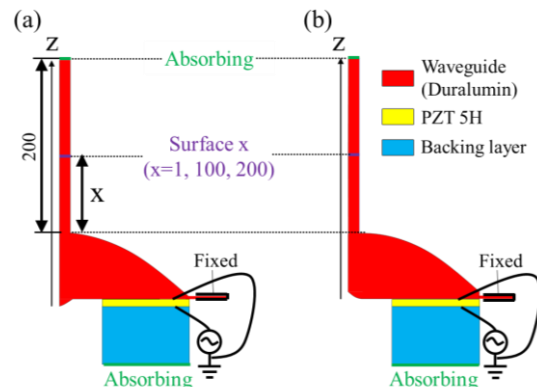 (a)
(b)
Z
Z
Absorbing
Waveguide
(Duralumin)
PZT 5H
Backing layer
200
Surface x
(x=1, 100, 200)
X
Fixed
Fixed
Absorbing
Absorbing